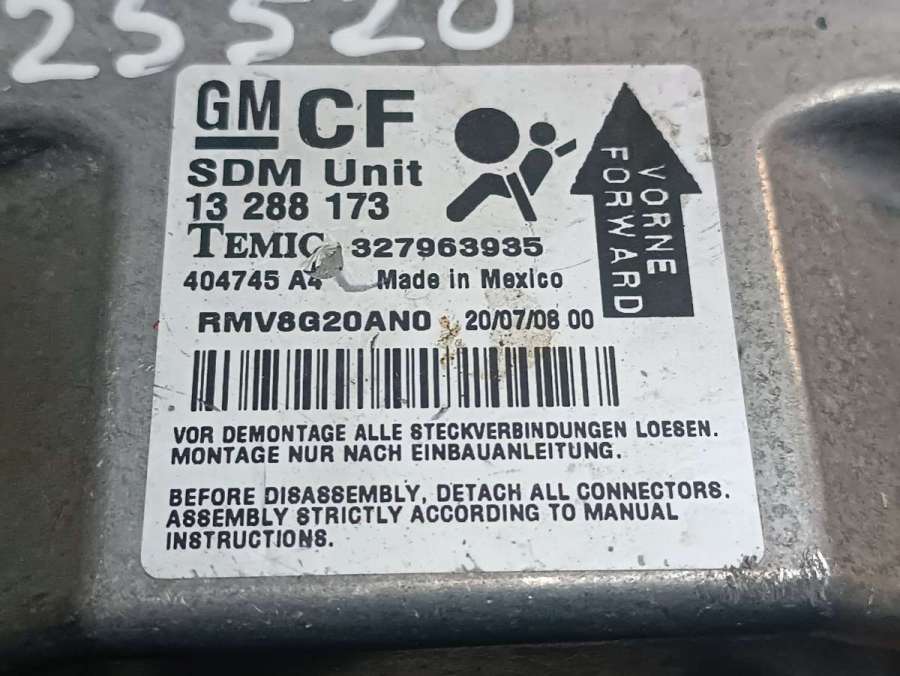 25520
GM CF
SDM Unit
13 288 173
TEMIC 327963935
404745 A4 Made in Mexico
RMV8G20AN0 20/07/08 00
VORNE
FORWARD
VOR DEMONTAGE ALLE STECKVERBINDUNGEN LOESEN.
MONTAGE NUR NACH EINBAUANLEITUNG.
BEFORE DISASSEMBLY, DETACH ALL CONNECTORS.
ASSEMBLY STRICTLY ACCORDING TO MANUAL
INSTRUCTIONS.